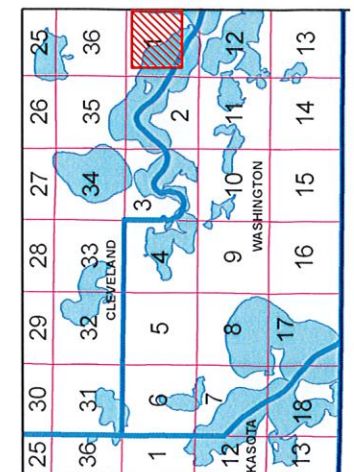 25 30 29 28 27 26 25
36 31 32 33 34 35 36
CLEVELAND
1 6 5 4 3 2 1
12 7 8 9 10 11 12
KASOTA WASHINGTON
13 18 17 16 15 14 13